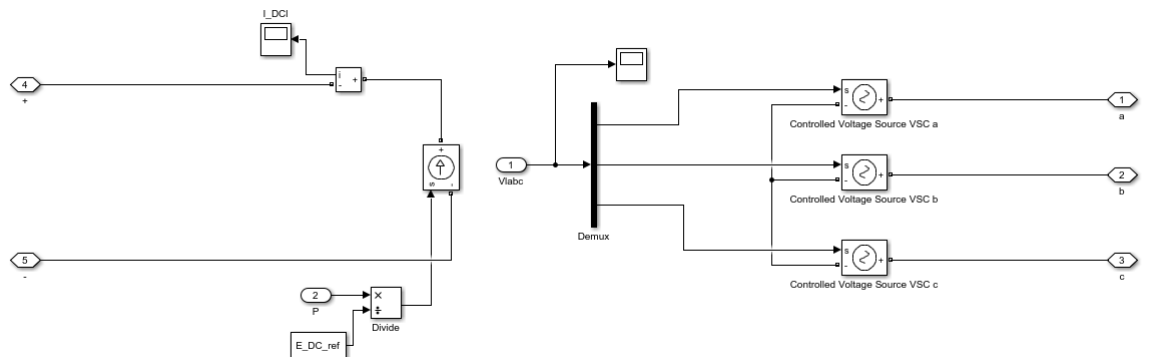 I_DCI
i
-
+
4
+
+
s
-
5
-
2
P
×
÷
Divide
E_DC_ref
1
VIabc
Demux
s
-
+
Controlled Voltage Source VSC a
1
a
s
-
+
Controlled Voltage Source VSC b
2
b
s
-
+
Controlled Voltage Source VSC c
3
c